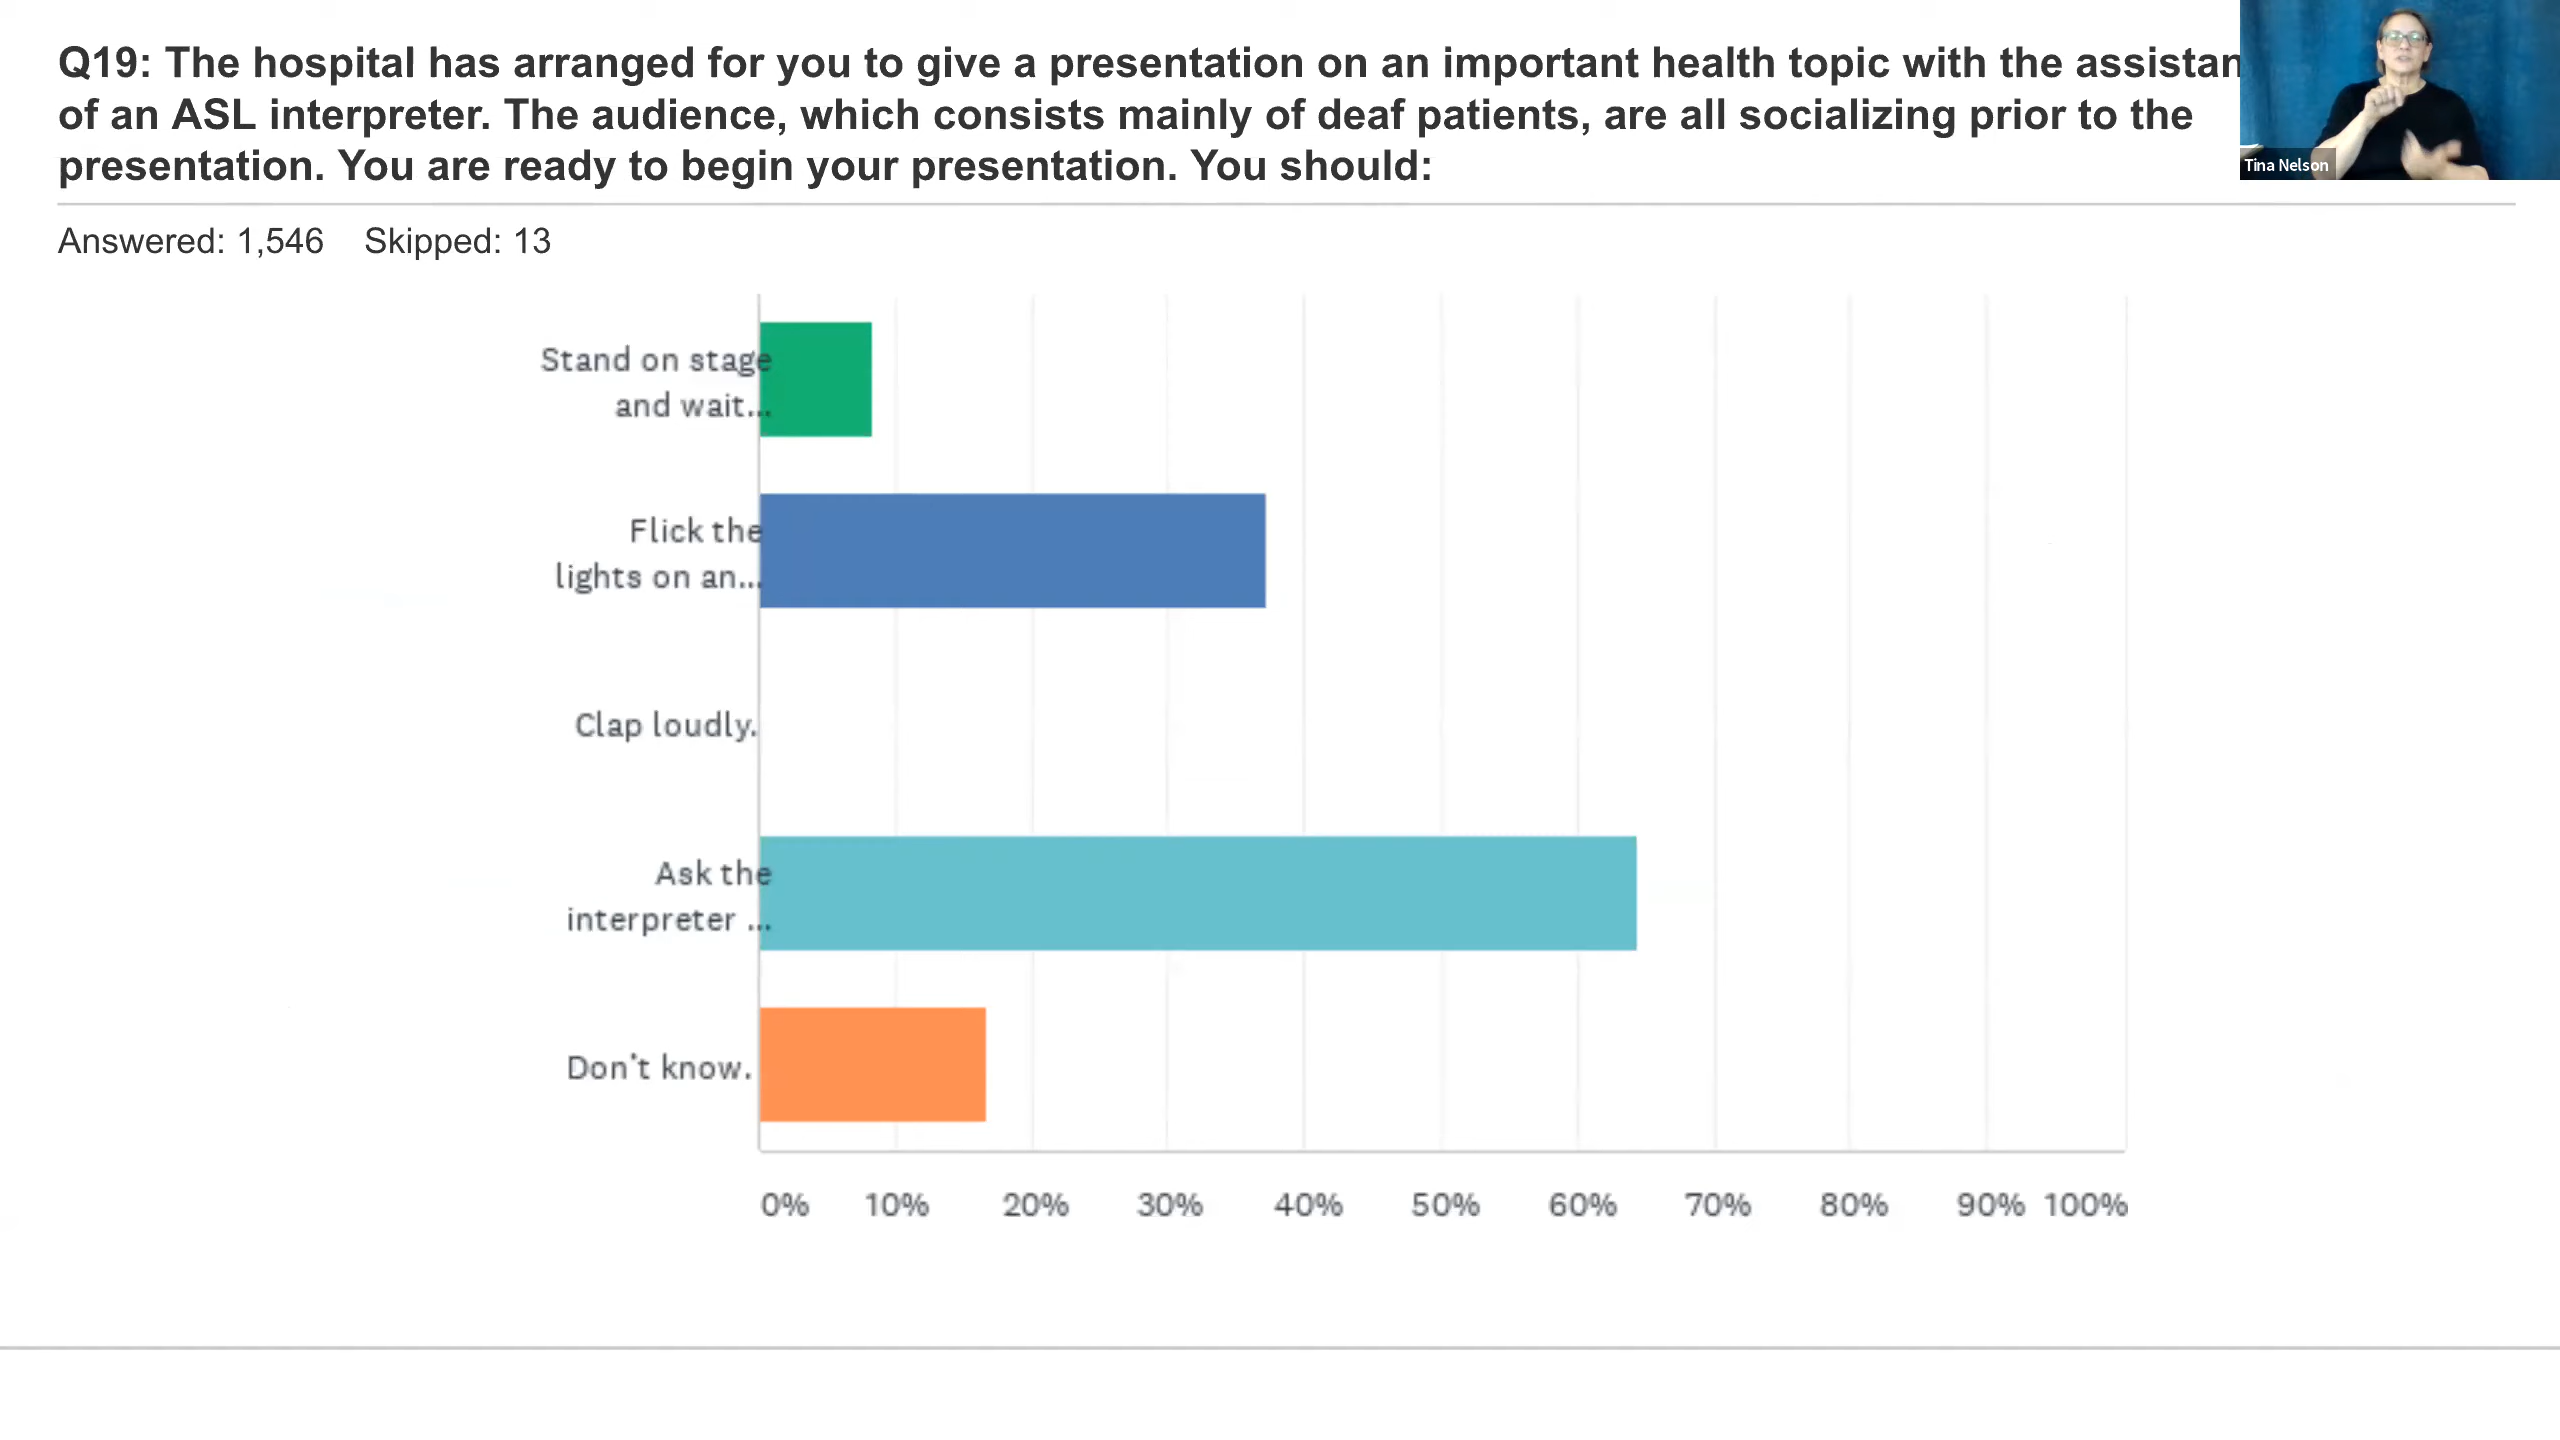 Q19: The hospital has arranged for you to give a presentation on an important health topic with the assistan
of an ASL interpreter. The audience, which consists mainly of deaf patients, are all socializing prior to the
presentation. You are ready to begin your presentation. You should:
Tina Nelson
Answered: 1,546 Skipped: 13
Stand on stage
and wait...
Flick the
lights on an...
Clap loudly.
Ask the
interpreter ...
Don't know.
0% 10% 20% 30% 40% 50% 60% 70% 80% 90% 100%